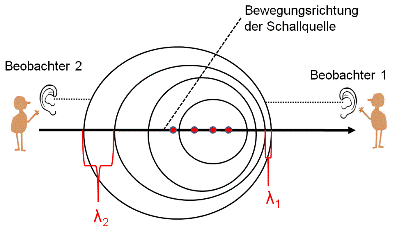 Bewegungsrichtung
der Schallquelle
Beobachter 2
Beobachter 1
λ2
λ1